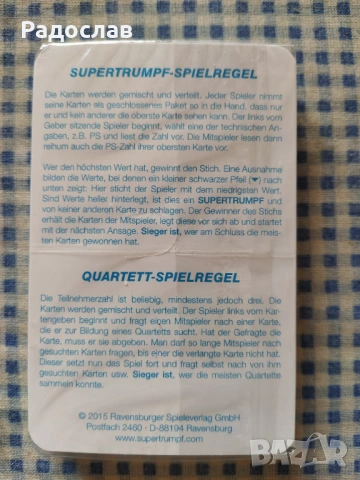 Радослав
SUPERTRUMPF-SPIELREGEL
Die Karten werden gemischt und verteilt. Jeder Spieler nimmt
seine Karten als geschlossenes Paket so in die Hand, dass nur
er und kein anderer die oberste Karte sehen kann. Der links vom
Geber sitzende Spieler beginnt, wählt eine der technischen An-
gaben, z.B. PS und liest die Zahl vor. Die Mitspieler lesen dann
reihum auch die PS-Zahl ihrer obersten Karte vor.
Wer den höchsten Wert hat, gewinnt den Stich. Eine Ausnahme
bilden die Werte, bei denen ein kleiner schwarzer Pfeil (▼) nach
unten zeigt: Hier sticht der Spieler mit dem niedrigsten Wert.
Sind Werte heller hinterlegt, ist dies ein SUPERTRUMPF und
von keiner anderen Karte zu schlagen. Der Gewinner des Stichs
erhält die Karten der Mitspieler, legt diese vor sich ab und startet
mit der nächsten Ansage. Sieger ist, wer am Schluss die meis-
ten Karten gewonnen hat.
QUARTETT-SPIELREGEL
Die Teilnehmerzahl ist beliebig, mindestens jedoch drei. Die
Karten werden gemischt und verteilt. Der Spieler links vom Kar-
tengeben beginnt und fragt einen Mitspieler nach einer Karte,
die er zur Bildung eines Quartetts sucht. Hat der Gefragte die
Karte, muss er sie abgeben. Man darf so lange Mitspieler nach
gesuchten Karten fragen, bis einer die verlangte Karte nicht hat.
Dieser setzt nun das Spiel fort und fragt selbst nach von ihm
gesuchten Karten usw. Sieger ist, wer die meisten Quartette
sammeln konnte.
© 2015 Ravensburger Spieleverlag GmbH
Postfach 2460 · D-88194 Ravensburg
www.supertrumpf.com
BAZAR